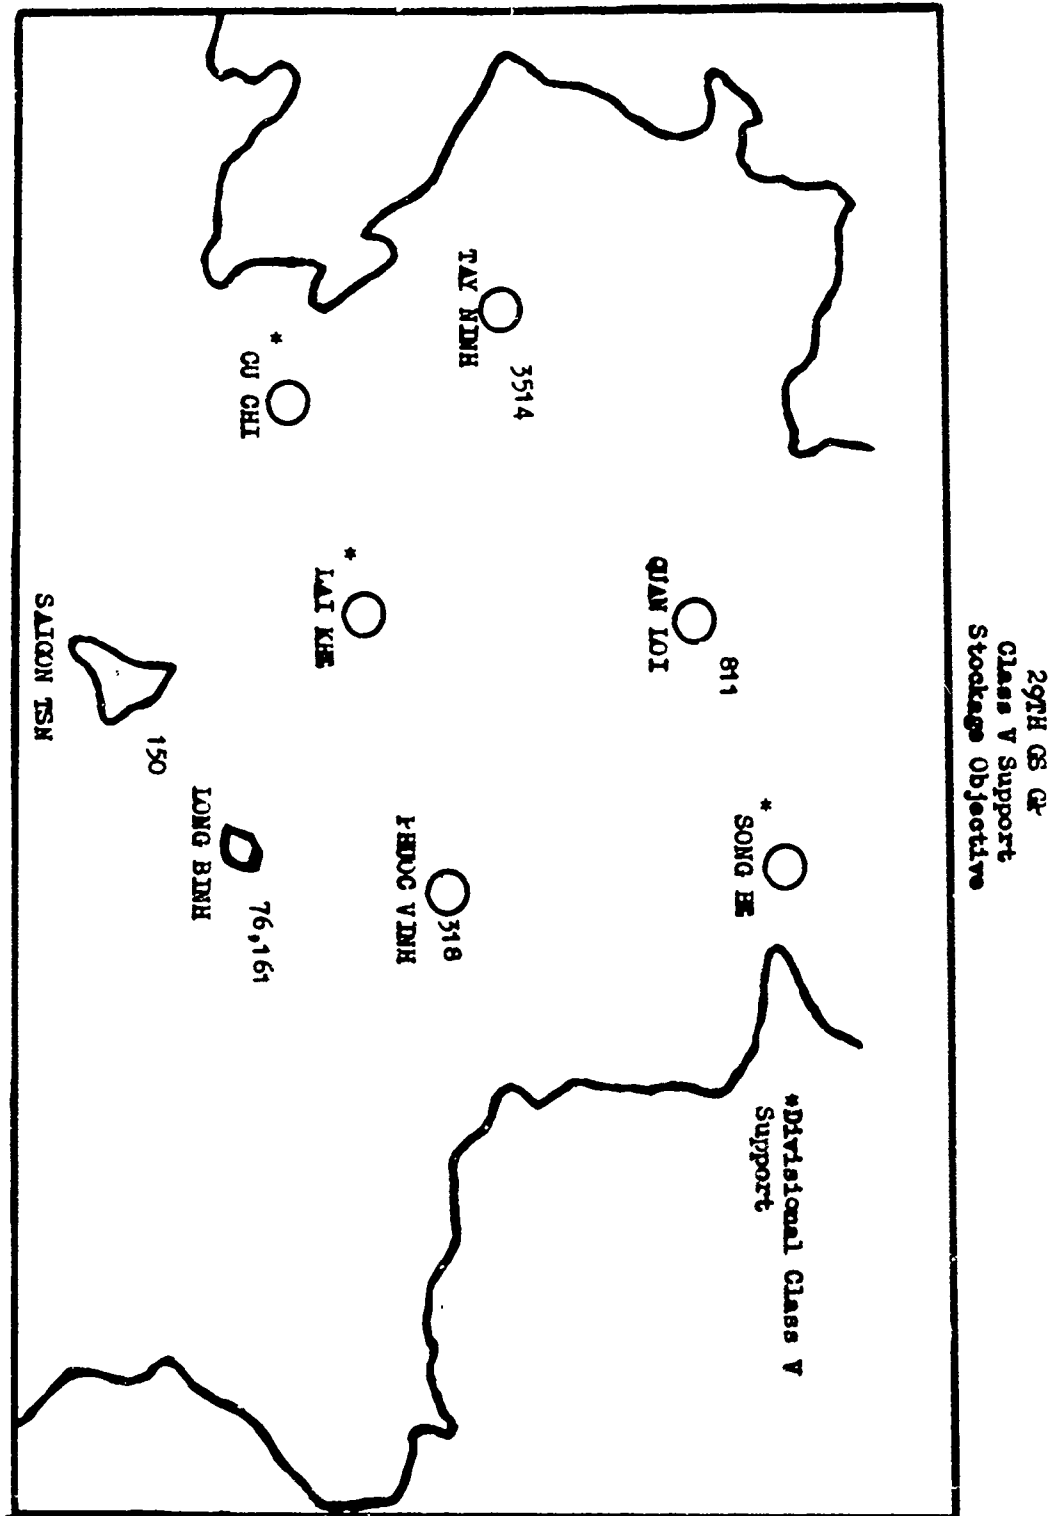 29TH GS Gr
Class V Support
Stockage Objective
* SONG BE
*Divisional Class V
Support
QUAN LOI
811
TAY NINH
3514
PHUOC VINH
318
* LAI KHE
* CU CHI
LONG BINH
76,161
SAIGON TSN
150